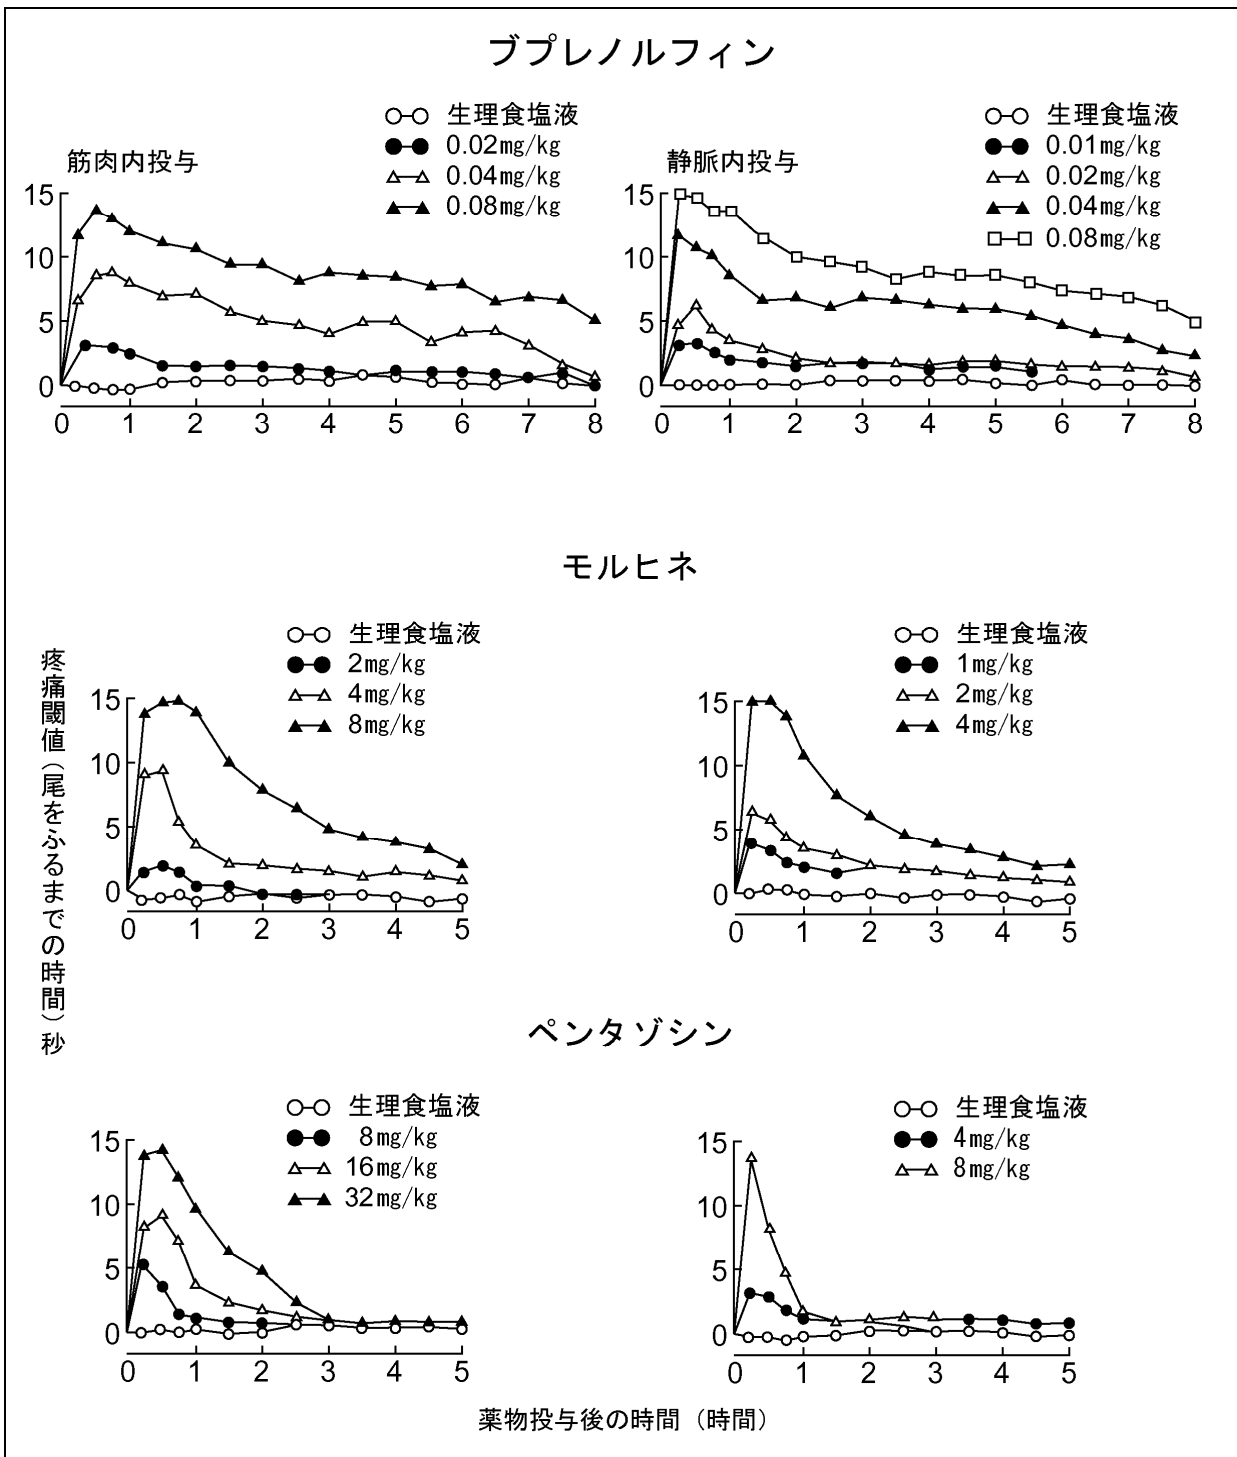 ブプレノルフィン
筋肉内投与
生理食塩液
0.02mg/kg
0.04mg/kg
0.08mg/kg
15
10
5
0
0 1 2 3 4 5 6 7 8
静脈内投与
生理食塩液
0.01mg/kg
0.02mg/kg
0.04mg/kg
0.08mg/kg
15
10
5
0
0 1 2 3 4 5 6 7 8
モルヒネ
疼痛閾値(尾をふるまでの時間)秒
生理食塩液
2mg/kg
4mg/kg
8mg/kg
15
10
5
0
0 1 2 3 4 5
生理食塩液
1mg/kg
2mg/kg
4mg/kg
15
10
5
0
0 1 2 3 4 5
ペンタゾシン
生理食塩液
8mg/kg
16mg/kg
32mg/kg
15
10
5
0
0 1 2 3 4 5
生理食塩液
4mg/kg
8mg/kg
15
10
5
0
0 1 2 3 4 5
薬物投与後の時間(時間)